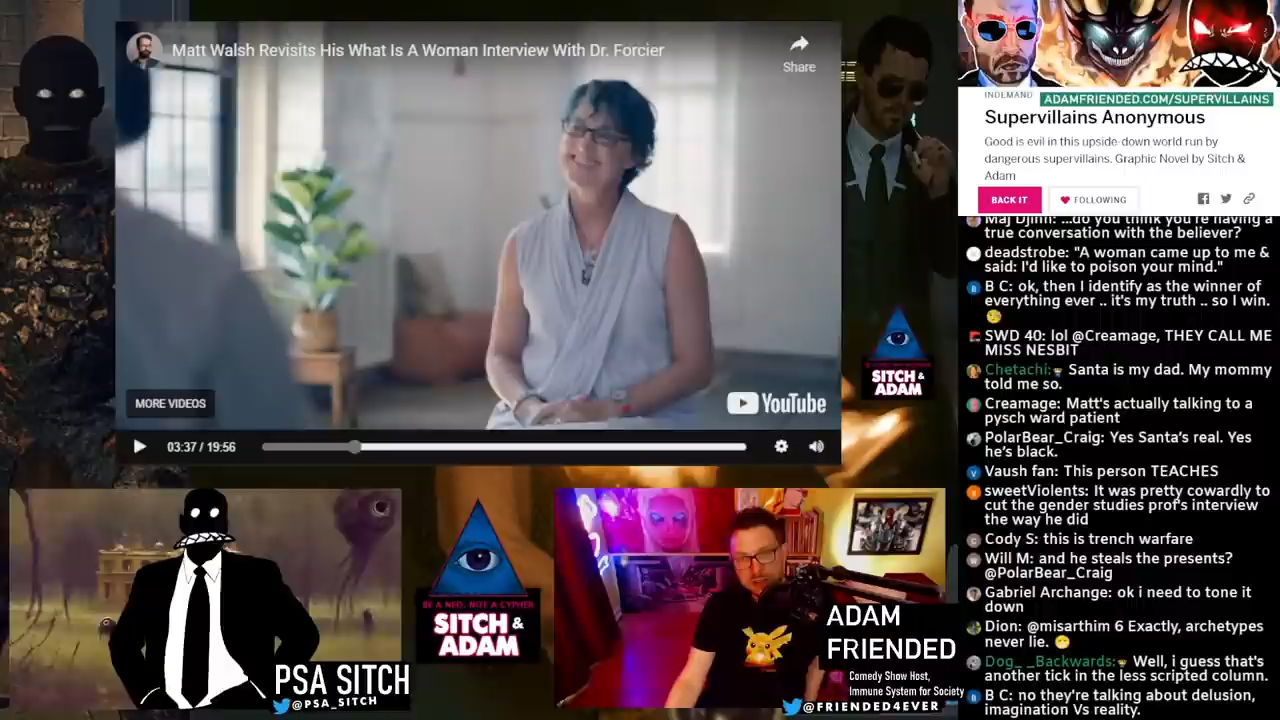 Matt Walsh Revisits His What Is A Woman Interview With Dr. Forcier
Share
MORE VIDEOS
YouTube
03:37 / 19:56
SITCH &
ADAM
INDEMAND
ADAMFRIENDED.COM/SUPERVILLAINS
Supervillains Anonymous
Good is evil in this upside-down world run by
dangerous supervillains. Graphic Novel by Sitch &
Adam
BACK IT
FOLLOWING
Maj Djinn: ...do you think you're having a
true conversation with the believer?
deadstrobe: "A woman came up to me &
said: I'd like to poison your mind."
B C: ok, then I identify as the winner of
everything ever .. it's my truth .. so I win.
SWD 40: lol @Creamage, THEY CALL ME
MISS NESBIT
Chetachi: Santa is my dad. My mommy
told me so.
Creamage: Matt's actually talking to a
pysch ward patient
PolarBear_Craig: Yes Santa's real. Yes
he's black.
Vaush fan: This person TEACHES
sweetViolents: It was pretty cowardly to
cut the gender studies prof's interview
the way he did
Cody S: this is trench warfare
Will M: and he steals the presents?
@PolarBear_Craig
Gabriel Archange: ok i need to tone it
down
Dion: @misarthim 6 Exactly, archetypes
never lie.
Dog_ _Backwards: Well, i guess that's
another tick in the less scripted column.
B C: no they're talking about delusion,
imagination Vs reality.
PSA SITCH
@PSA_SITCH
BE A NEO, NOT A CYPHER
SITCH &
ADAM
ADAM
FRIENDED
Comedy Show Host,
Immune System for Society
@FRIENDED4EVER